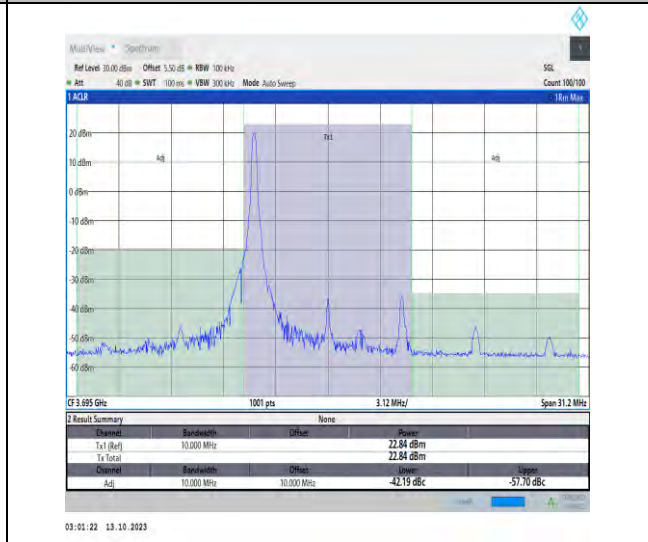 MultiView Spectrum
Ref Level 30.00 dBm Offset 5.50 dB RBW 100 kHz SGL
Att 40 dB SWT 100 ms VBW 300 kHz Mode Auto Sweep Count 100/100
1 ACLR 1Rm Max
Tx1
20 dBm
Adj Adj
10 dBm
0 dBm
-10 dBm
-20 dBm
-30 dBm
-40 dBm
-50 dBm
-60 dBm
CF 3.695 GHz 1001 pts 3.12 MHz/ Span 31.2 MHz
2 Result Summary None
Channel Bandwidth Offset Power
Tx1 (Ref) 10.000 MHz 22.84 dBm
Tx Total 22.84 dBm
Channel Bandwidth Offset Lower Upper
Adj 10.000 MHz 10.000 MHz -42.19 dBc -57.70 dBc
03:01:22 13.10.2023